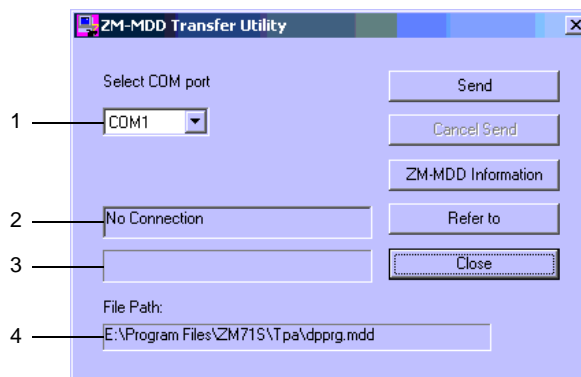 ZM-MDD Transfer Utility
Select COM port
Send
1
COM1
Cancel Send
ZM-MDD Information
2
No Connection
Refer to
3
Close
File Path:
4
E:\Program Files\ZM71S\Tpa\dpprg.mdd